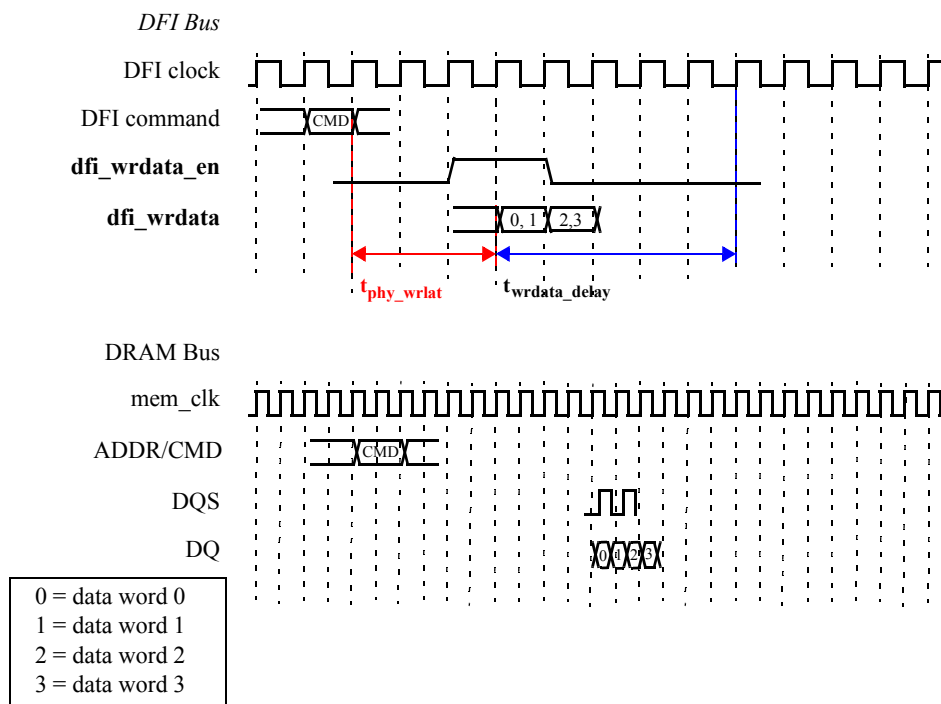 DFI Bus
DFI clock
DFI command
CMD
dfi_wrdata_en
dfi_wrdata
0, 1
2,3
tphy_wrlat
twrdata_delay
DRAM Bus
mem_clk
ADDR/CMD
CMD
DQS
DQ
0 1 2 3
0 = data word 0
1 = data word 1
2 = data word 2
3 = data word 3